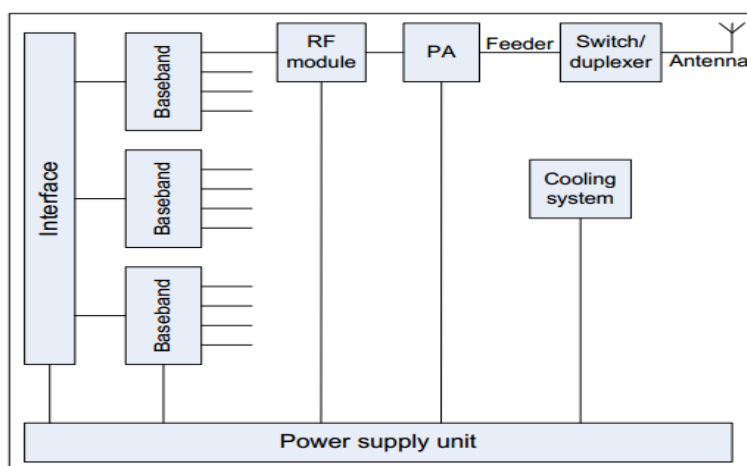 Interface
Baseband
Baseband
Baseband
RF
module
PA
Feeder
Switch/
duplexer
Antenna
Cooling
system
Power supply unit